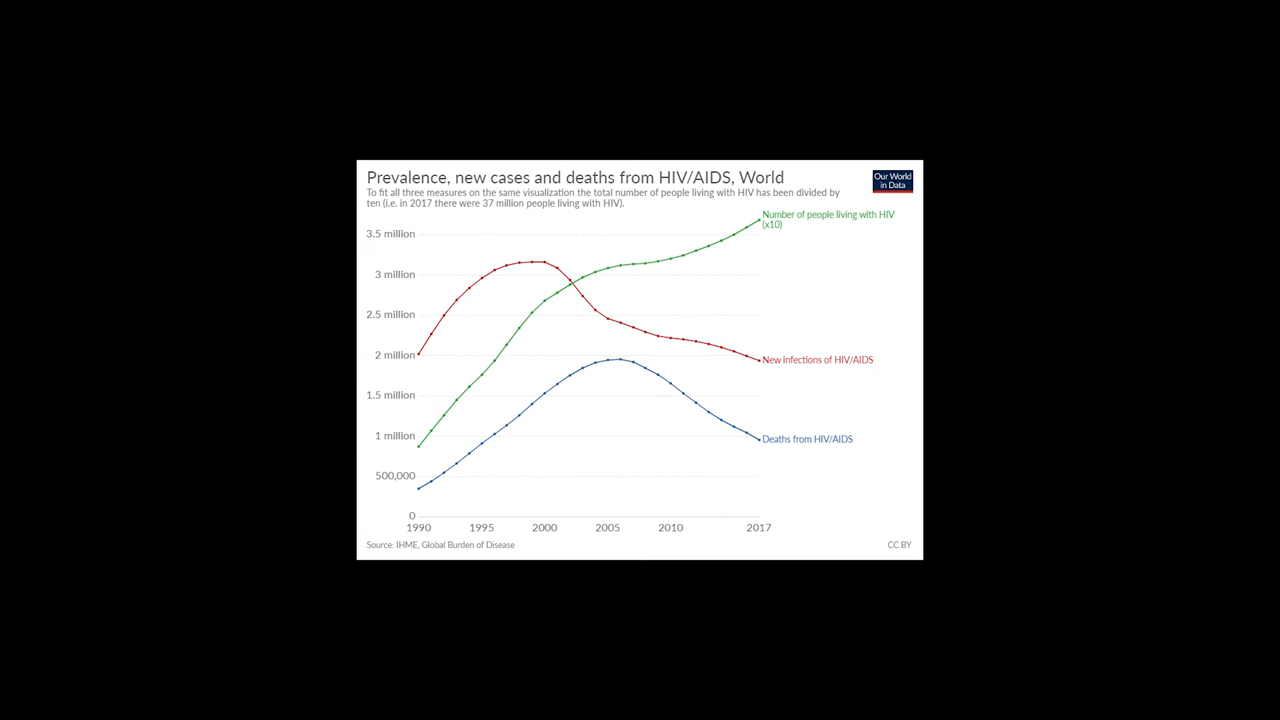 Prevalence, new cases and deaths from HIV/AIDS, World
Our World
in Data
To fit all three measures on the same visualization the total number of people living with HIV has been divided by
ten (i.e. in 2017 there were 37 million people living with HIV).
Number of people living with HIV
(x10)
3.5 million
3 million
2.5 million
2 million
New infections of HIV/AIDS
1.5 million
1 million
Deaths from HIV/AIDS
500,000
0
1990 1995 2000 2005 2010 2017
Source: IHME, Global Burden of Disease CC BY